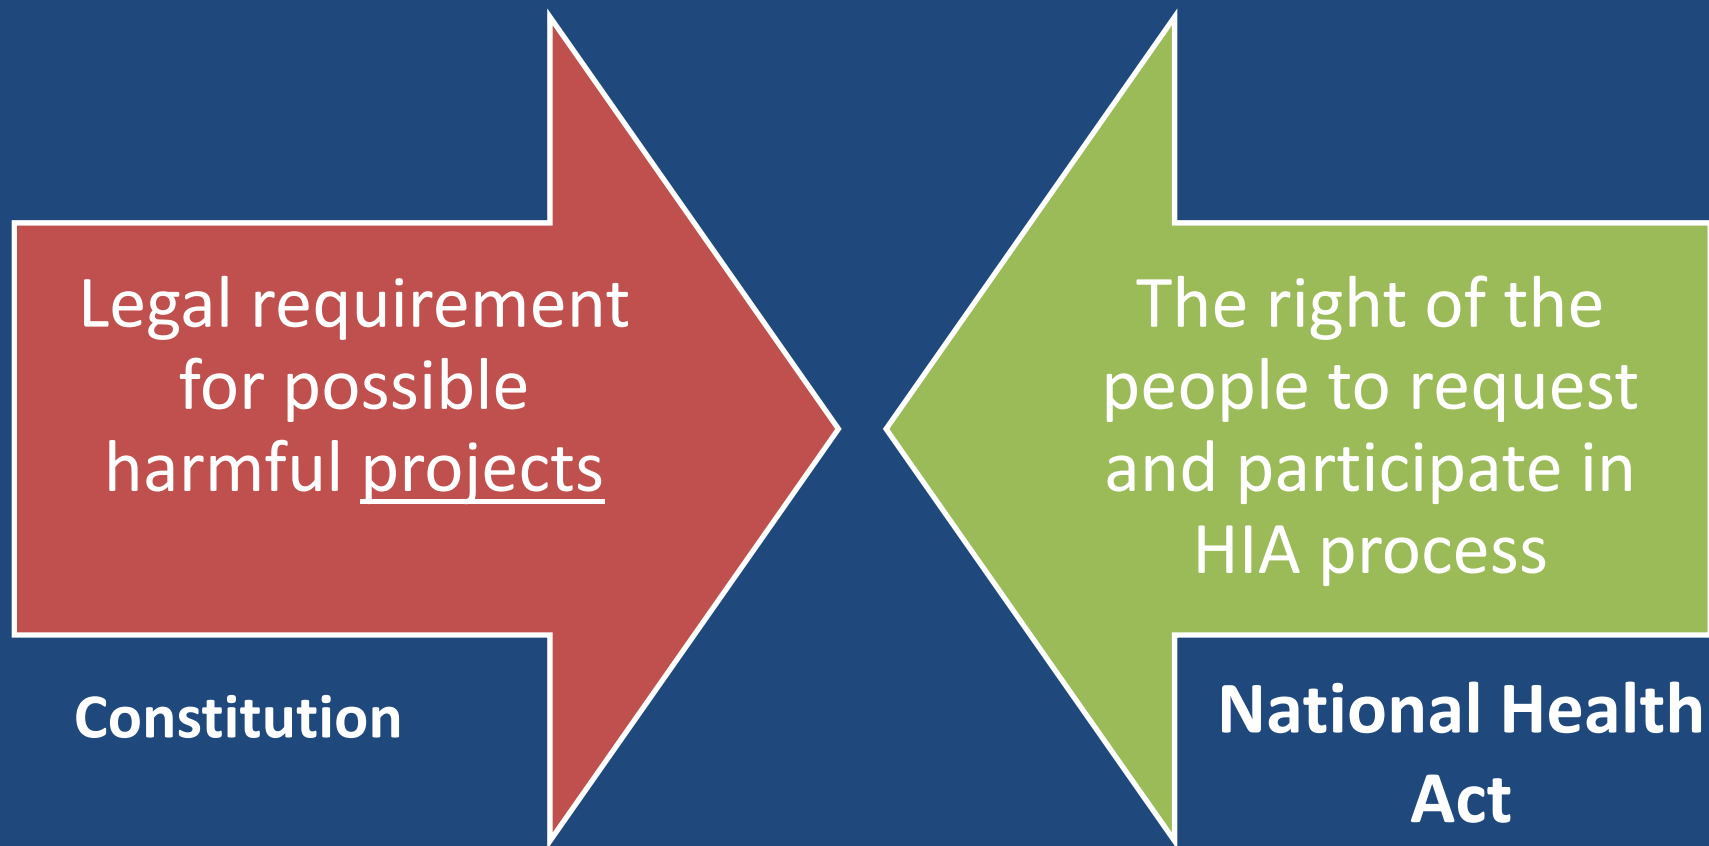 Legal requirement
for possible
harmful projects
Constitution
The right of the
people to request
and participate in
HIA process
National Health
Act